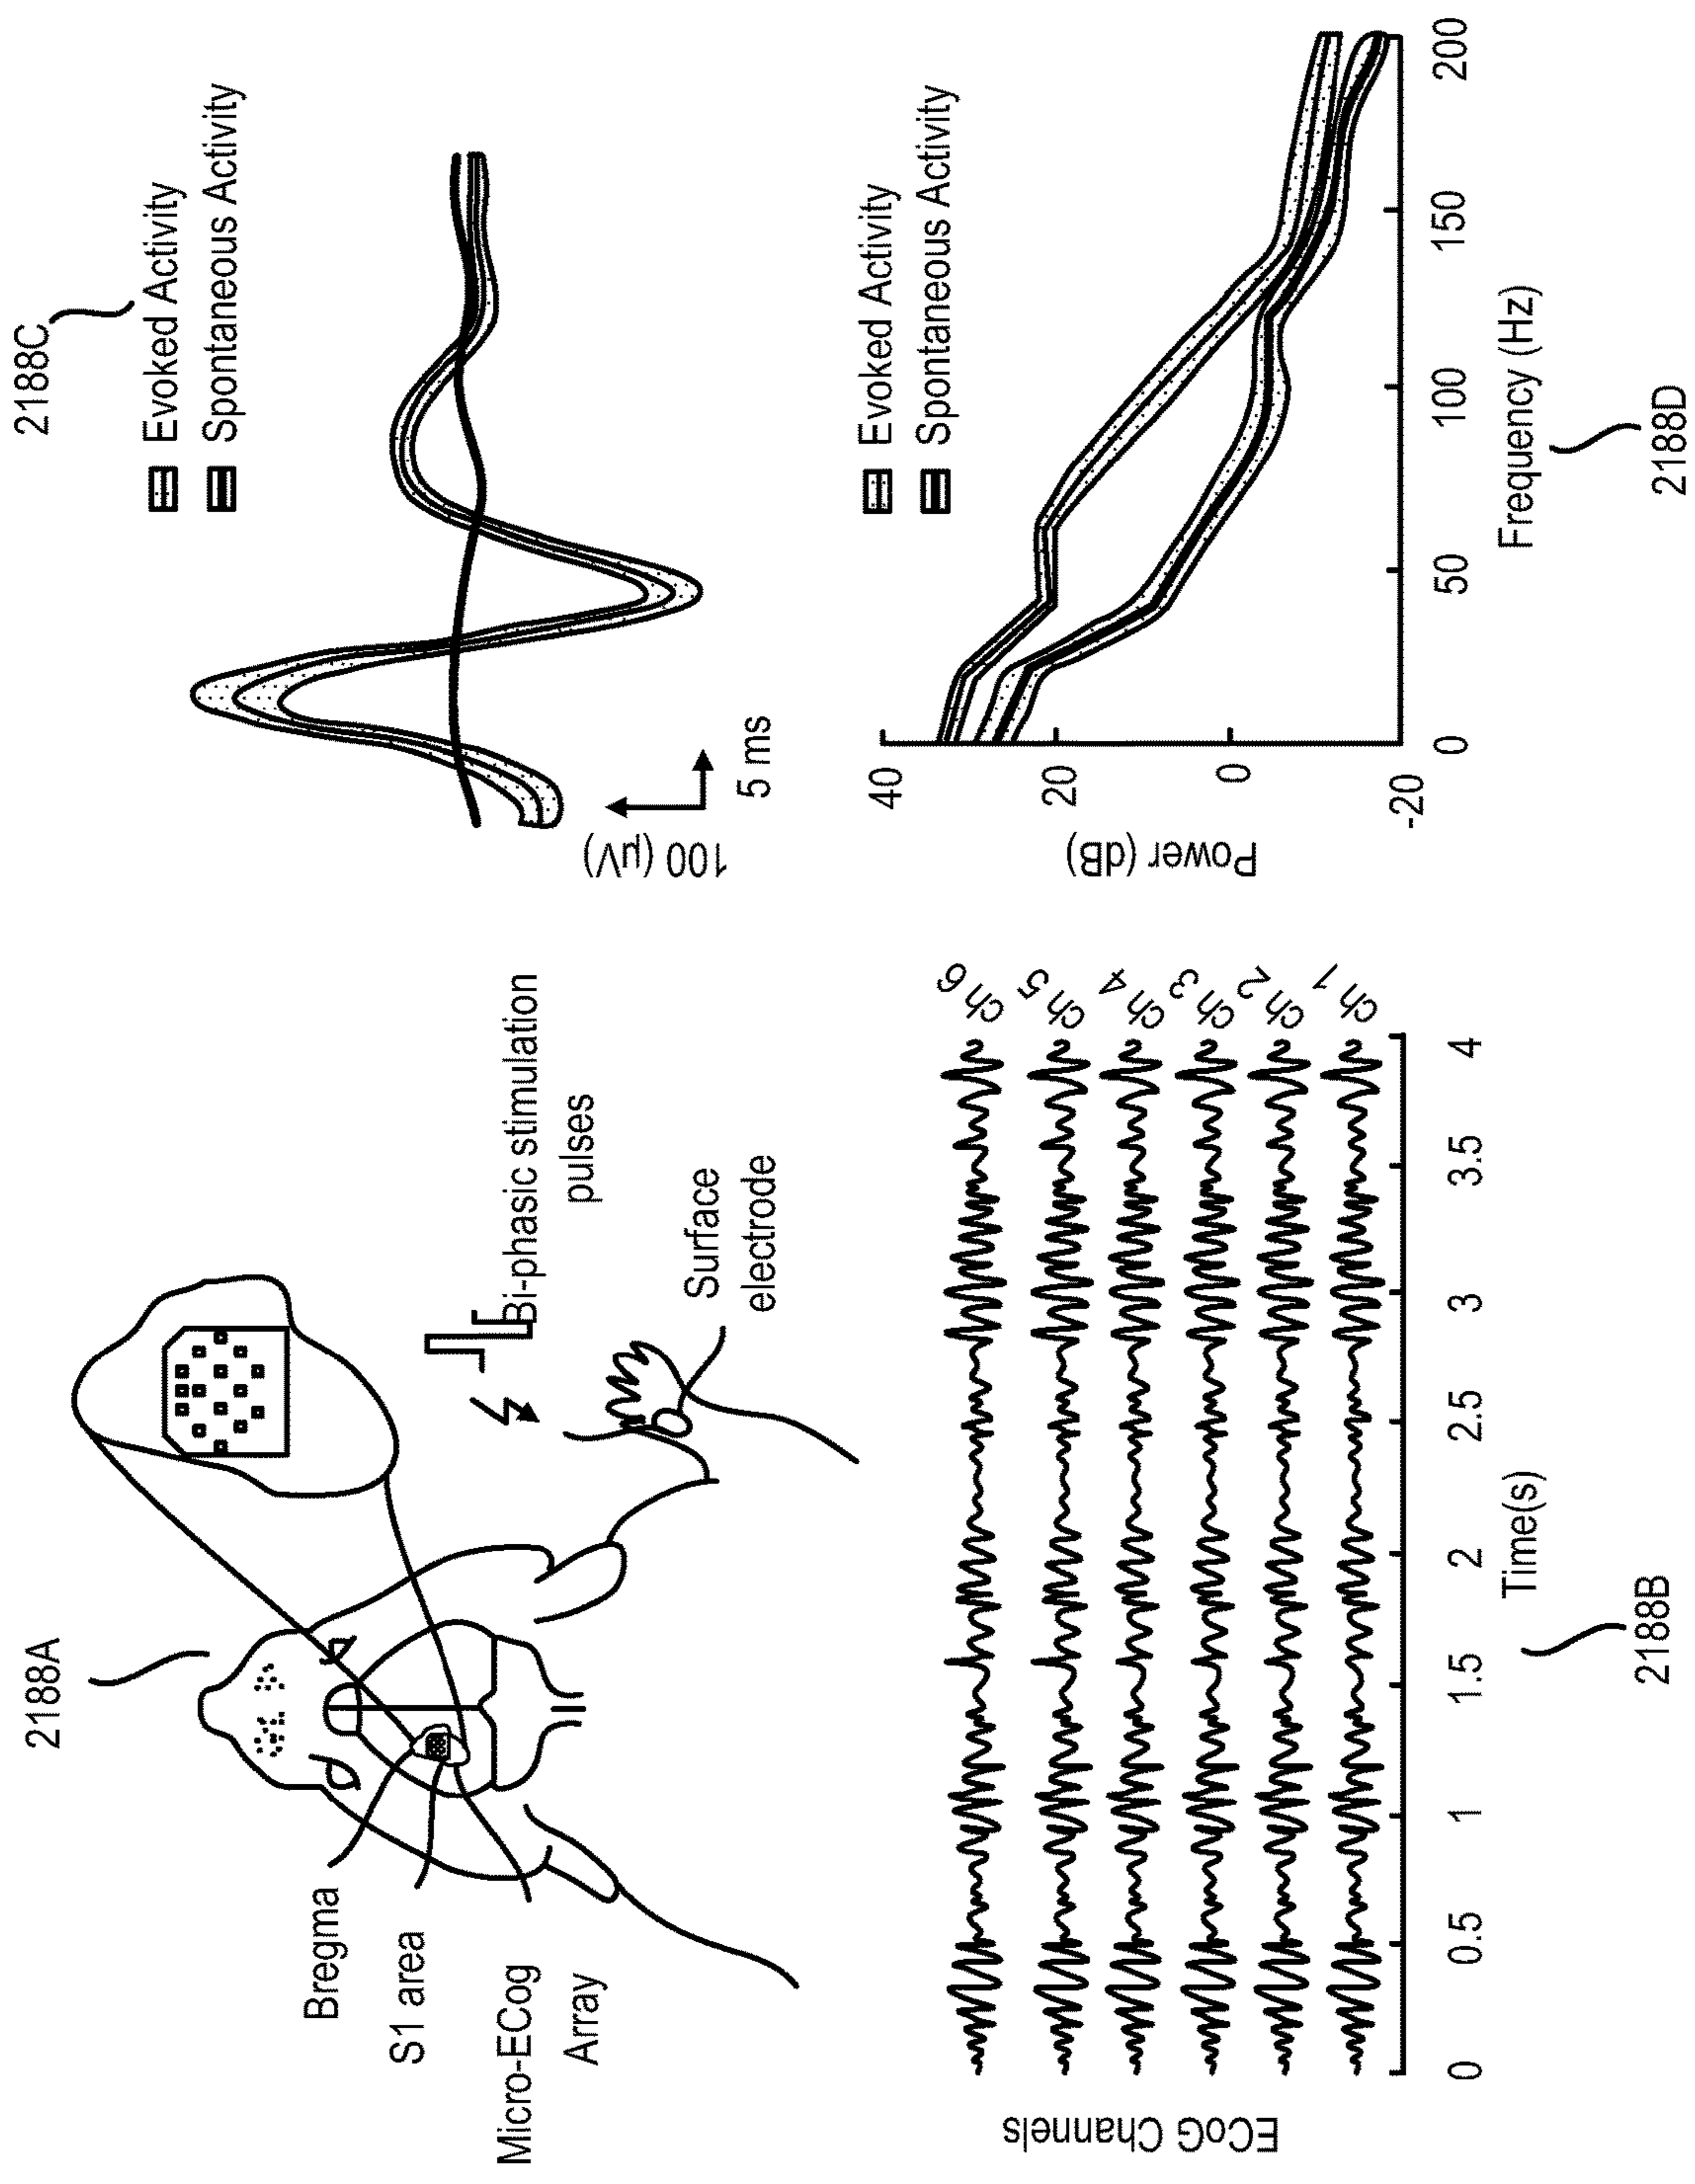 2188A
Bregma
S1 area
Micro-ECog
Array
Bi-phasic stimulation
pulses
Surface
electrode
2188C
Evoked Activity
Spontaneous Activity
100 (µV)
5 ms
ECoG Channels
Ch 6
Ch 5
Ch 4
Ch 3
Ch 2
Ch 1
0 0.5 1 1.5 2 2.5 3 3.5 4
Time(s)
2188B
Evoked Activity
Spontaneous Activity
Power (dB)
40
20
0
-20
0 50 100 150 200
Frequency (Hz)
2188D